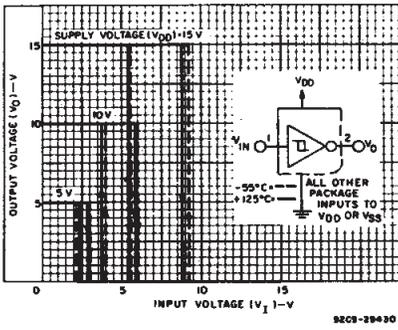 SUPPLY VOLTAGE (VDD)=15 V
15
10 V
10
5 V
5
0
5
10
15
OUTPUT VOLTAGE (VO)—V
INPUT VOLTAGE (VI)—V
VDD
VIN
1
2
VO
-55°C=
+125°C=
ALL OTHER
PACKAGE
INPUTS TO
VDD OR VSS
92CS-29430